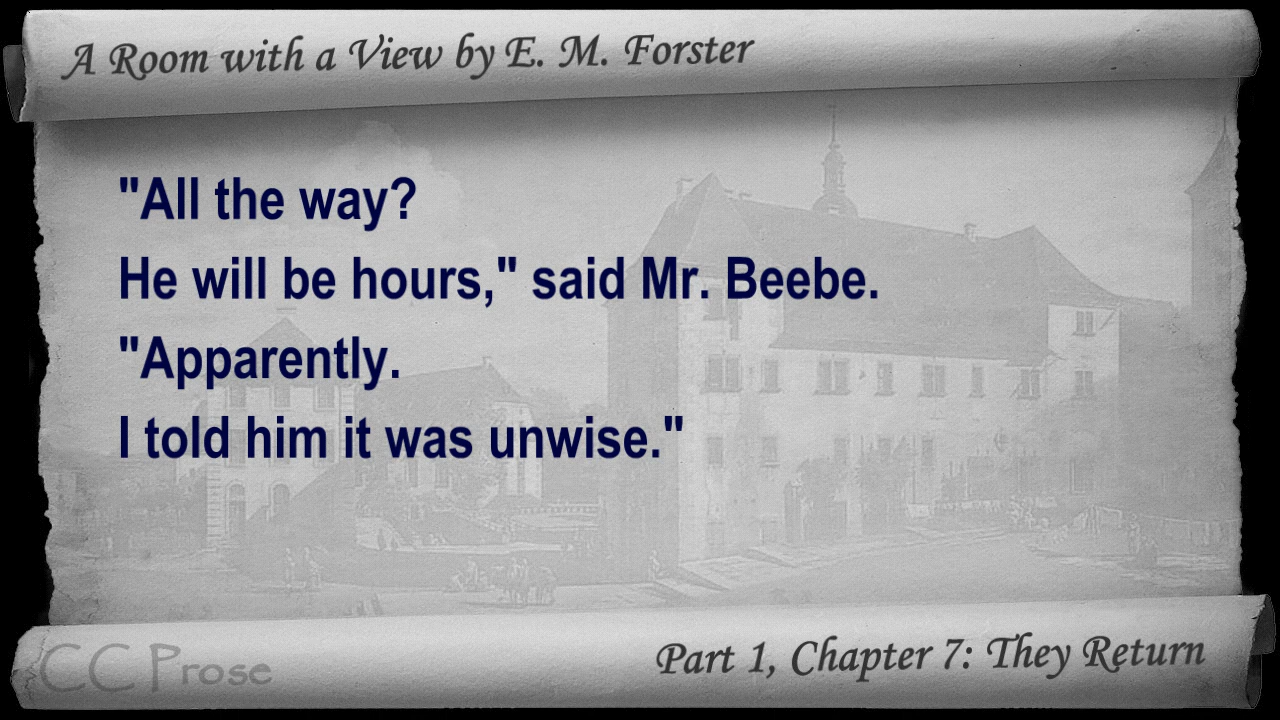 A Room with a View by E. M. Forster
"All the way?
He will be hours," said Mr. Beebe.
"Apparently.
I told him it was unwise."
CC Prose
Part 1, Chapter 7: They Return